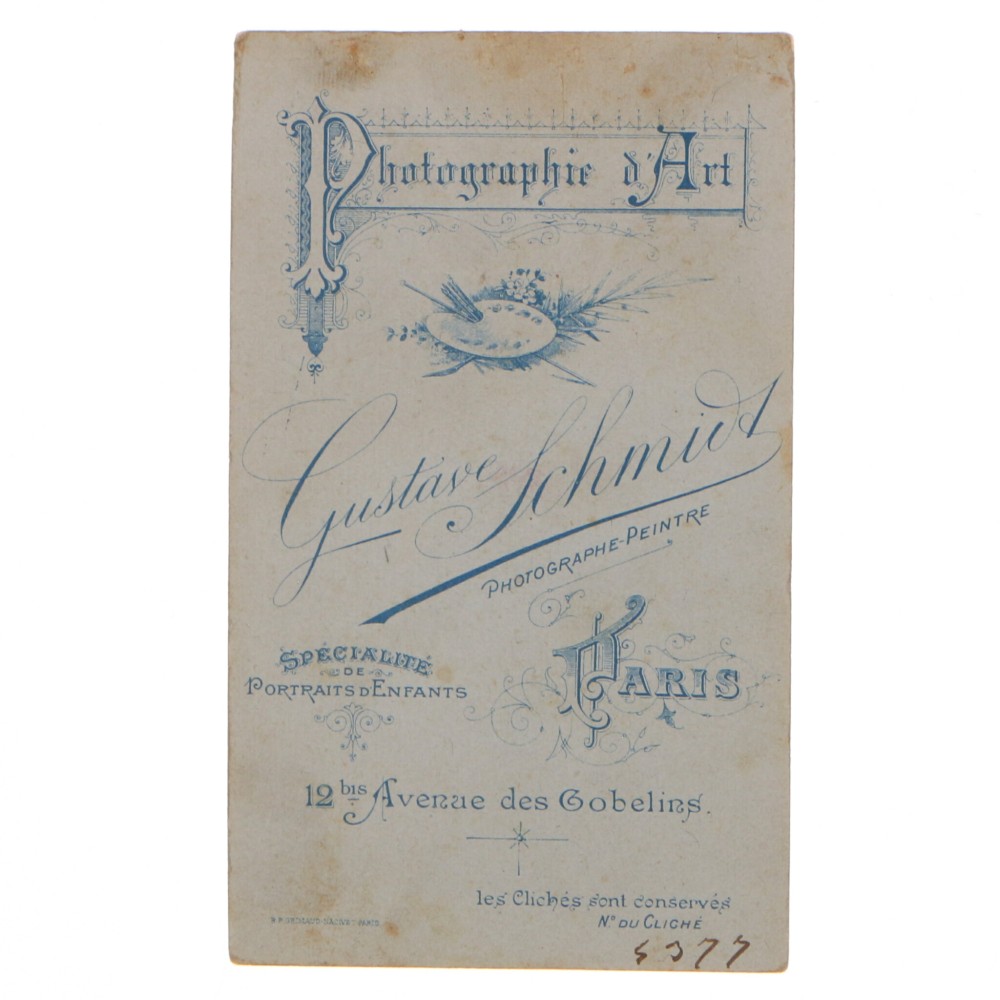 Photographie d'Art
Gustave Schmidt
PHOTOGRAPHE-PEINTRE
SPÉCIALITÉ
DE
PORTRAITS D'ENFANTS
PARIS
12 bis Avenue des Gobelins.
les Clichés sont conservés
N° DU CLICHÉ
5377
PARIS